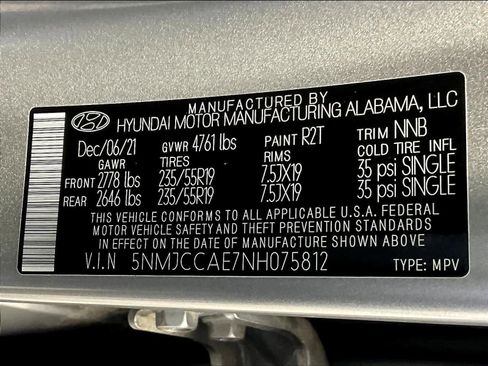 MANUFACTURED BY
HYUNDAI MOTOR MANUFACTURING ALABAMA, LLC
Dec/06/21 GVWR 4761 lbs PAINT R2T TRIM NNB
GAWR TIRES RIMS COLD TIRE INFL
FRONT 2778 lbs 235/55R19 7.5JX19 35 psi SINGLE
REAR 2646 lbs 235/55R19 7.5JX19 35 psi SINGLE
THIS VEHICLE CONFORMS TO ALL APPLICABLE U.S.A. FEDERAL
MOTOR VEHICLE SAFETY AND THEFT PREVENTION STANDARDS
IN EFFECT ON THE DATE OF MANUFACTURE SHOWN ABOVE.
V.I.N 5NMJCCAE7NH075812 TYPE: MPV